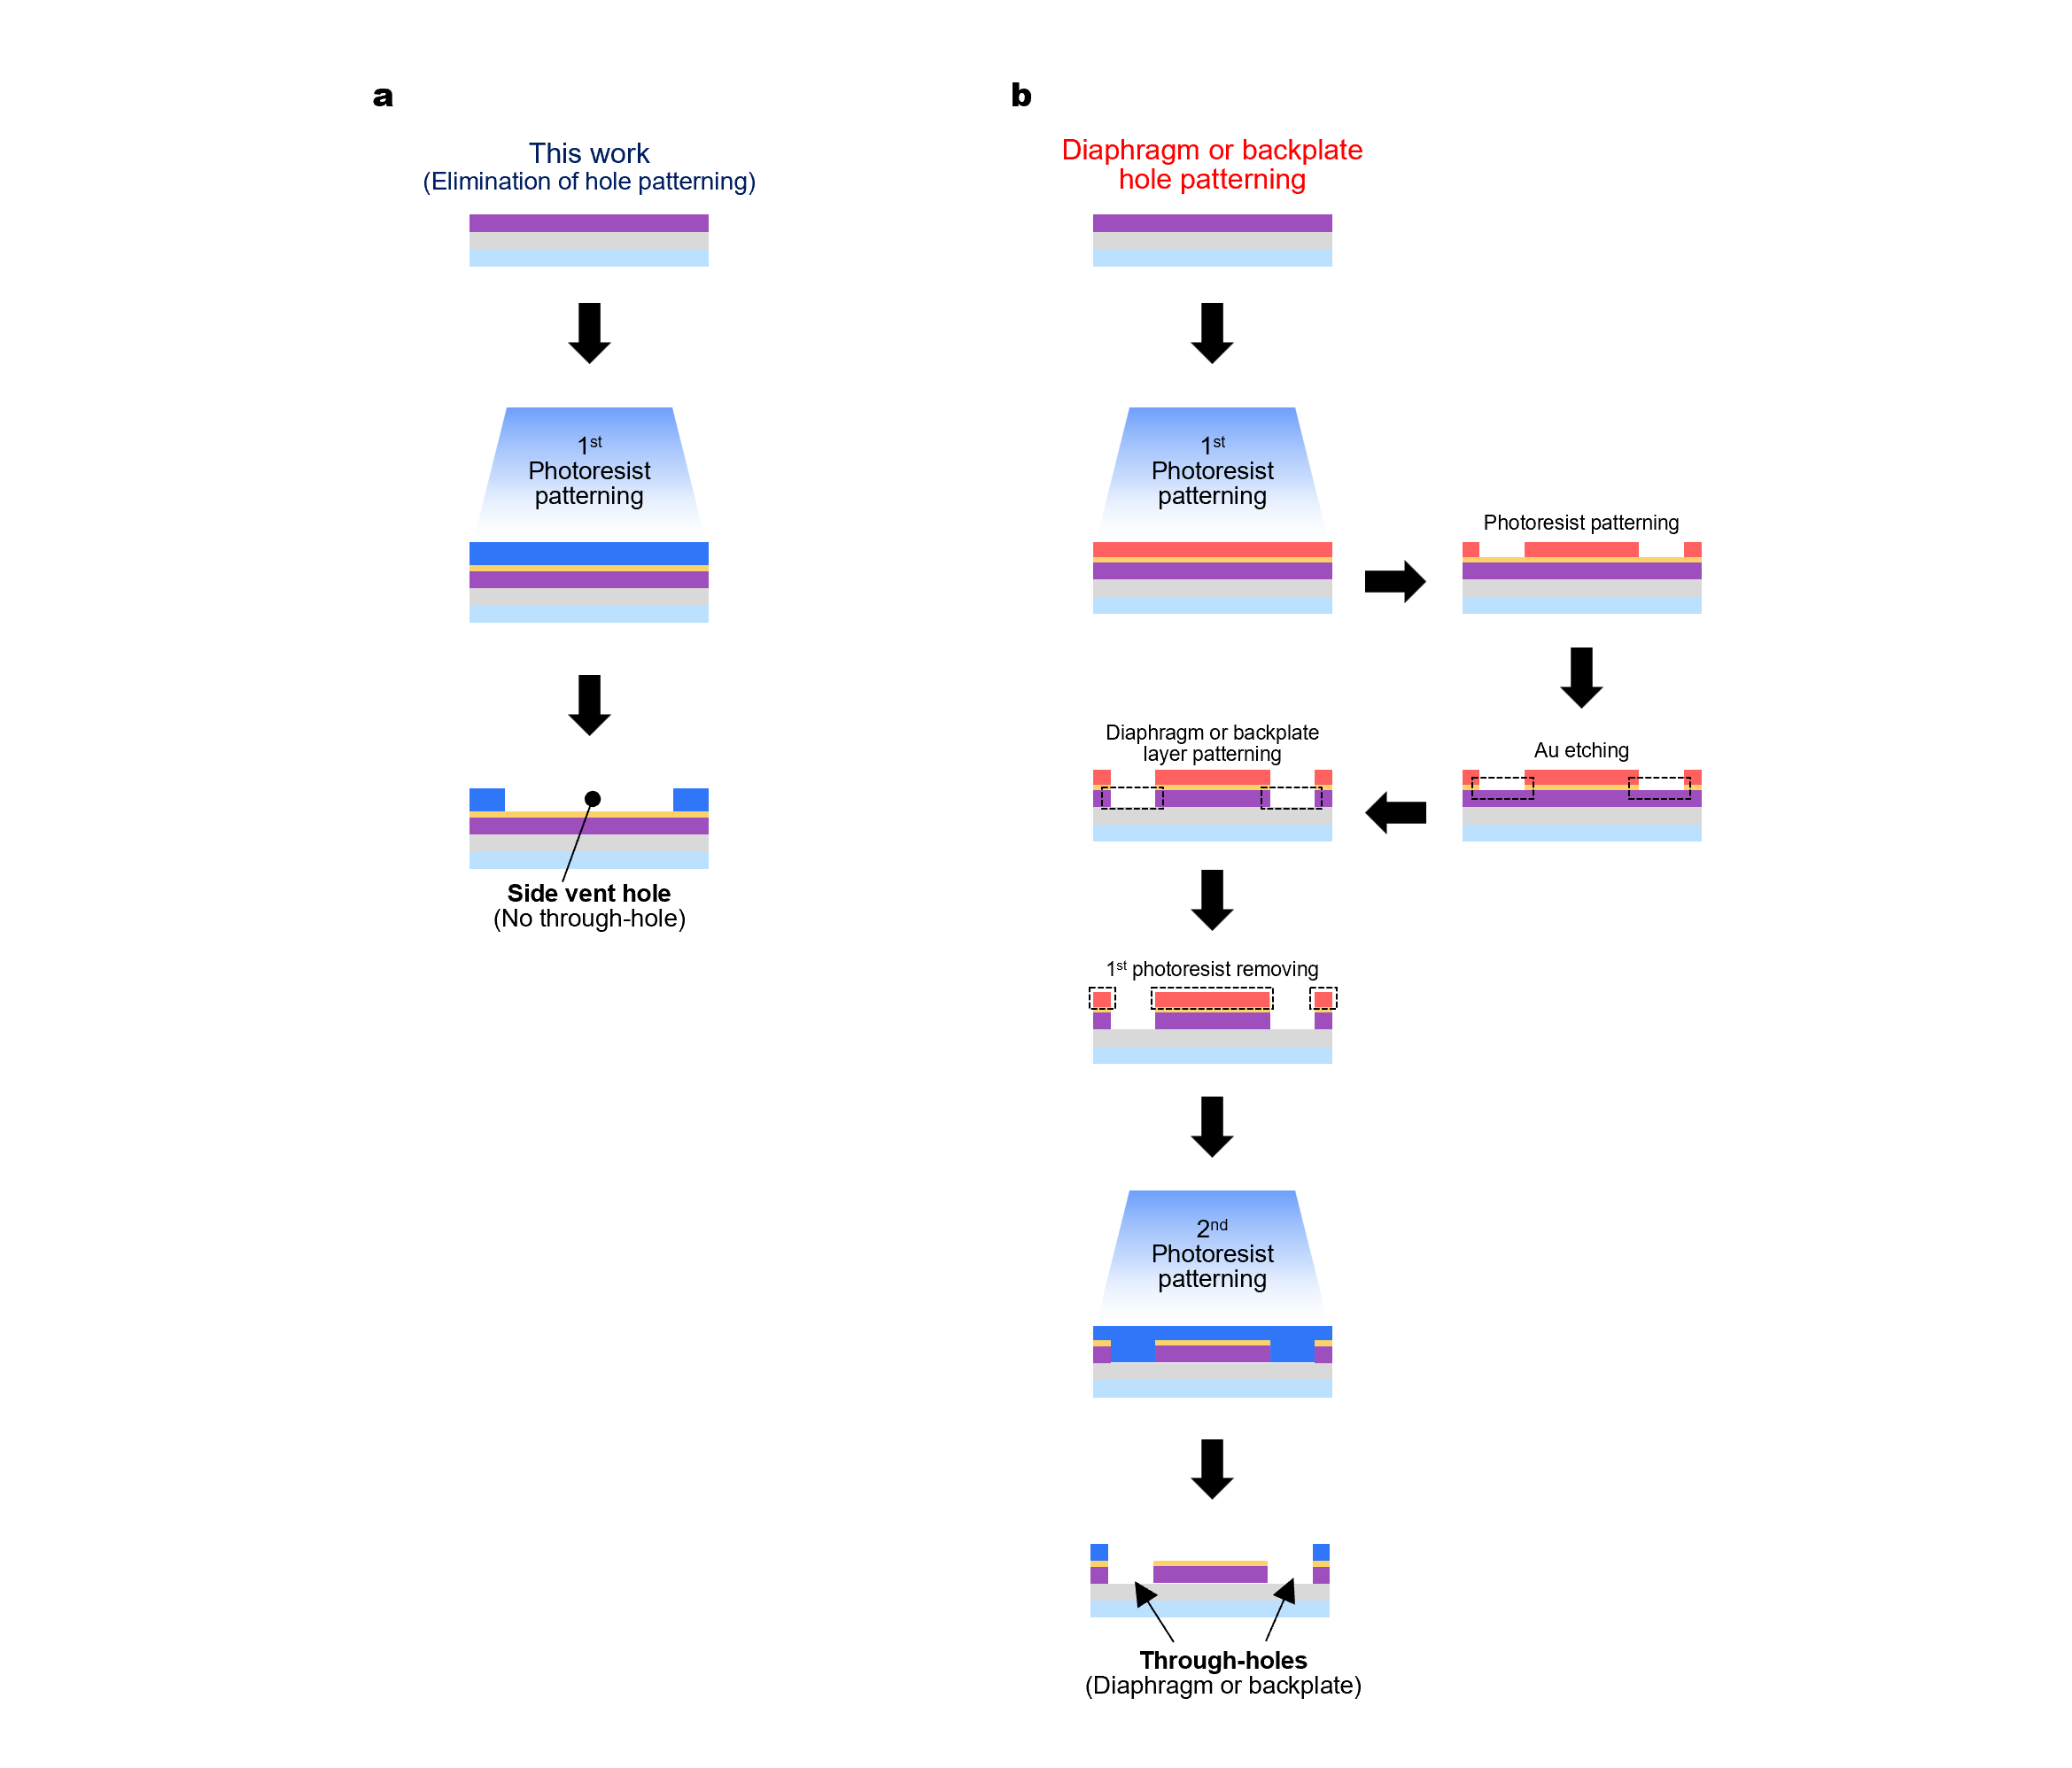 a
This work
(Elimination of hole patterning)
1st
Photoresist
patterning
Side vent hole
(No through-hole)
b
Diaphragm or backplate
hole patterning
1st
Photoresist
patterning
Photoresist patterning
Au etching
Diaphragm or backplate
layer patterning
1st photoresist removing
2nd
Photoresist
patterning
Through-holes
(Diaphragm or backplate)